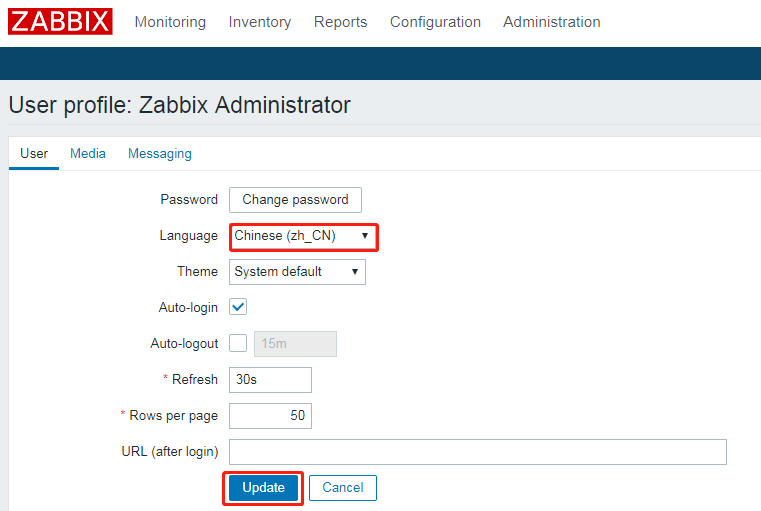 ZABBIX Monitoring Inventory Reports Configuration Administration
User profile: Zabbix Administrator
User Media Messaging
Password Change password
Language Chinese (zh_CN) ▼
Theme System default ▼
Auto-login
Auto-logout 15m
* Refresh 30s
* Rows per page 50
URL (after login)
Update Cancel